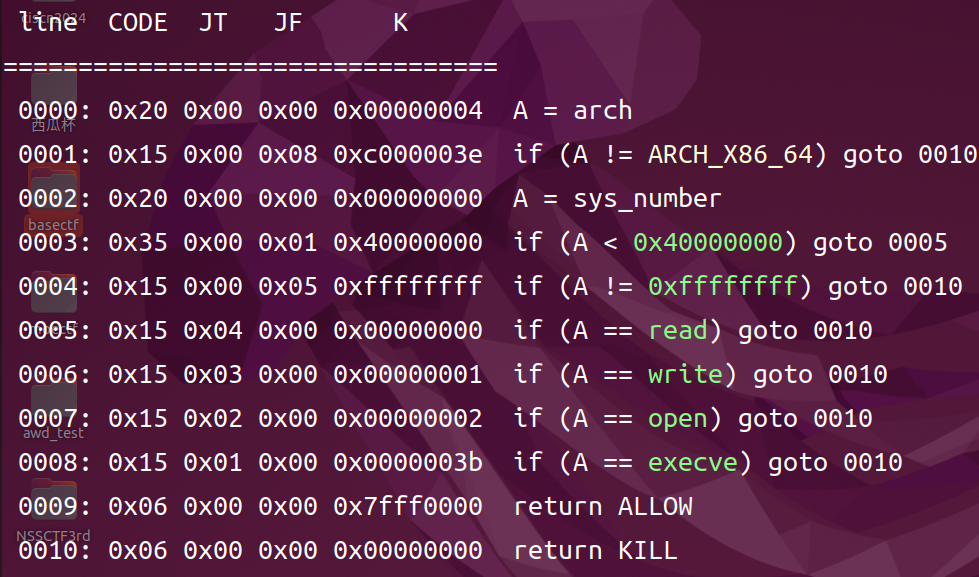 line  CODE  JT   JF      K
=================================
0000: 0x20 0x00 0x00 0x00000004  A = arch
0001: 0x15 0x00 0x08 0xc000003e  if (A != ARCH_X86_64) goto 0010
0002: 0x20 0x00 0x00 0x00000000  A = sys_number
0003: 0x35 0x00 0x01 0x40000000  if (A < 0x40000000) goto 0005
0004: 0x15 0x00 0x05 0xffffffff  if (A != 0xffffffff) goto 0010
0005: 0x15 0x04 0x00 0x00000000  if (A == read) goto 0010
0006: 0x15 0x03 0x00 0x00000001  if (A == write) goto 0010
0007: 0x15 0x02 0x00 0x00000002  if (A == open) goto 0010
0008: 0x15 0x01 0x00 0x0000003b  if (A == execve) goto 0010
0009: 0x06 0x00 0x00 0x7fff0000  return ALLOW
0010: 0x06 0x00 0x00 0x00000000  return KILL
ciscn2024
西瓜杯
basectf
awd_test
NSSCTF3rd